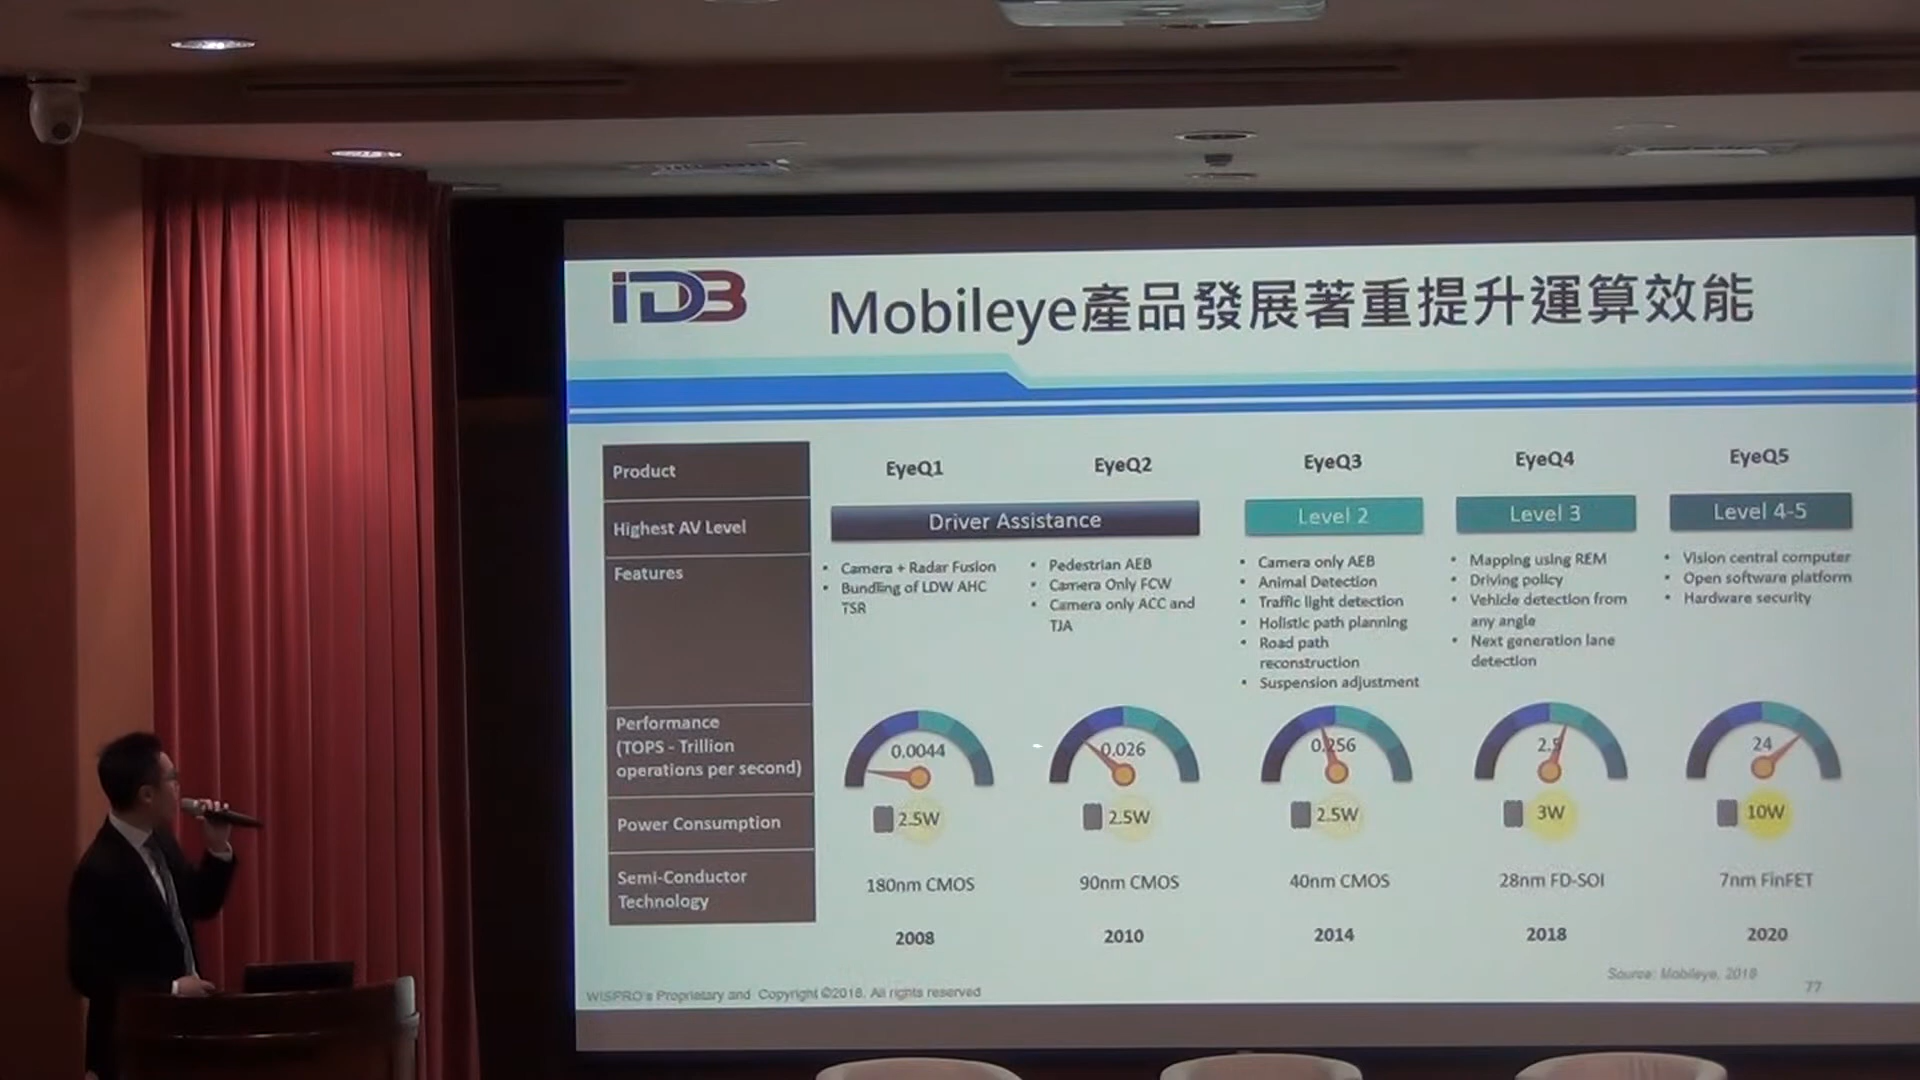 iDB
Mobileye產品發展著重提升運算效能
Product
EyeQ1
EyeQ2
EyeQ3
EyeQ4
EyeQ5
Highest AV Level
Driver Assistance
Level 2
Level 3
Level 4-5
Features
• Camera + Radar Fusion
• Bundling of LDW AHC
TSR
• Pedestrian AEB
• Camera Only FCW
• Camera only ACC and
TJA
• Camera only AEB
• Animal Detection
• Traffic light detection
• Holistic path planning
• Road path
reconstruction
• Suspension adjustment
• Mapping using REM
• Driving policy
• Vehicle detection from
any angle
• Next generation lane
detection
• Vision central computer
• Open software platform
• Hardware security
Performance
(TOPS - Trillion
operations per second)
0.0044
0.026
0.256
2.5
24
Power Consumption
2.5W
2.5W
2.5W
3W
10W
Semi-Conductor
Technology
180nm CMOS
90nm CMOS
40nm CMOS
28nm FD-SOI
7nm FinFET
2008
2010
2014
2018
2020
Source: Mobileye, 2018
WISPRO's Proprietary and Copyright ©2018. All rights reserved
77